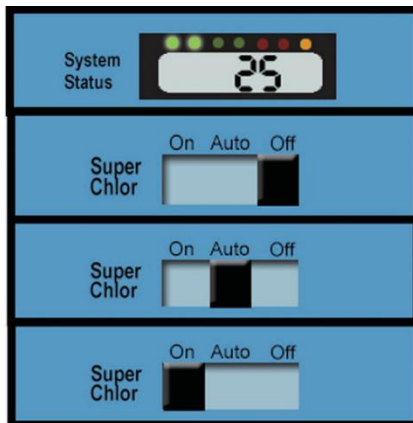 System
Status
25
On Auto Off
Super
Chlor
On Auto Off
Super
Chlor
On Auto Off
Super
Chlor